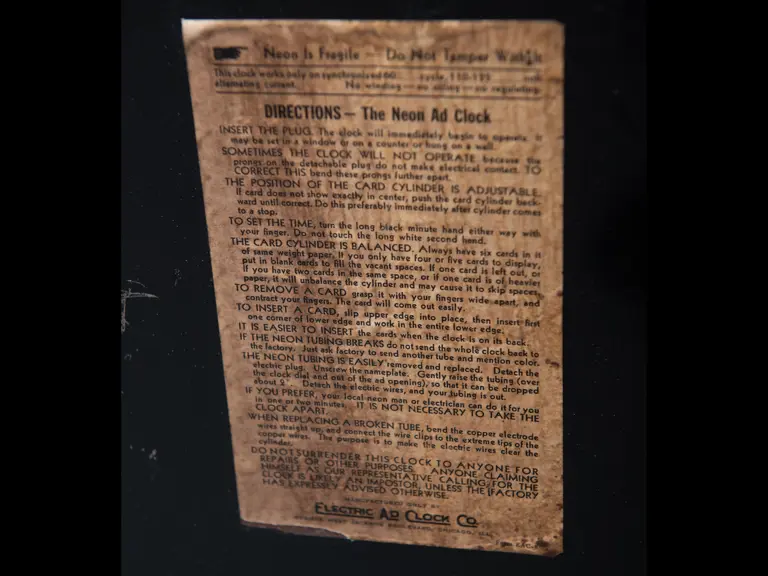 Neon Is Fragile — Do Not Tamper With It
This clock works only on synchronized 60 cycle, 110-120 volt
alternating current. No winding — no oiling — no regulating.
DIRECTIONS — The Neon Ad Clock
INSERT THE PLUG. The clock will immediately begin to operate. It
may be set in a window or on a counter or hung on a wall.
SOMETIMES THE CLOCK WILL NOT OPERATE because the
prongs on the detachable plug do not make electrical contact. TO
CORRECT THIS bend these prongs further apart.
THE POSITION OF THE CARD CYLINDER IS ADJUSTABLE.
If card does not show exactly in center, push the card cylinder back-
ward until correct. Do this preferably immediately after cylinder comes
to a stop.
TO SET THE TIME, turn the long black minute hand either way with
your finger. Do not touch the long white second hand.
THE CARD CYLINDER IS BALANCED. Always have six cards in it
of same weight paper. If you only have four or five cards to display,
put in blank cards to fill the vacant spaces. If one card is left out, or
if you have two cards in the same space, or if one card is of heavier
paper, it will unbalance the cylinder and may cause it to skip spaces.
TO REMOVE A CARD grasp it with your fingers wide apart, and
contract your fingers. The card will come out easily.
TO INSERT A CARD, slip upper edge into place, then insert first
one corner of lower edge and work in the entire lower edge.
IT IS EASIER TO INSERT the cards when the clock is on its back.
IF THE NEON TUBING BREAKS do not send the whole clock back to
the factory. Just ask factory to send another tube and mention color.
THE NEON TUBING IS EASILY removed and replaced. Detach the
electric plug. Unscrew the nameplate. Gently raise the tubing (over
the clock dial and out of the ad opening), so that it can be dropped
about 2". Detach the electric wires, and your tubing is out.
IF YOU PREFER, your local neon man or electrician can do it for you
in one or two minutes. IT IS NOT NECESSARY TO TAKE THE
CLOCK APART.
WHEN REPLACING A BROKEN TUBE, bend the copper electrode
wires straight up, and connect the wire clips to the extreme tips of the
copper wires. The purpose is to make the electric wires clear the
cylinder.
DO NOT SURRENDER THIS CLOCK TO ANYONE FOR
REPAIRS OR OTHER PURPOSES. ANYONE CLAIMING
HIMSELF AS OUR REPRESENTATIVE CALLING FOR THE
CLOCK IS LIKELY AN IMPOSTOR, UNLESS THE FACTORY
HAS EXPRESSLY ADVISED OTHERWISE.
MANUFACTURED ONLY BY
ELECTRIC AD CLOCK CO.
WEST JACKSON BOULEVARD, CHICAGO, ILL.